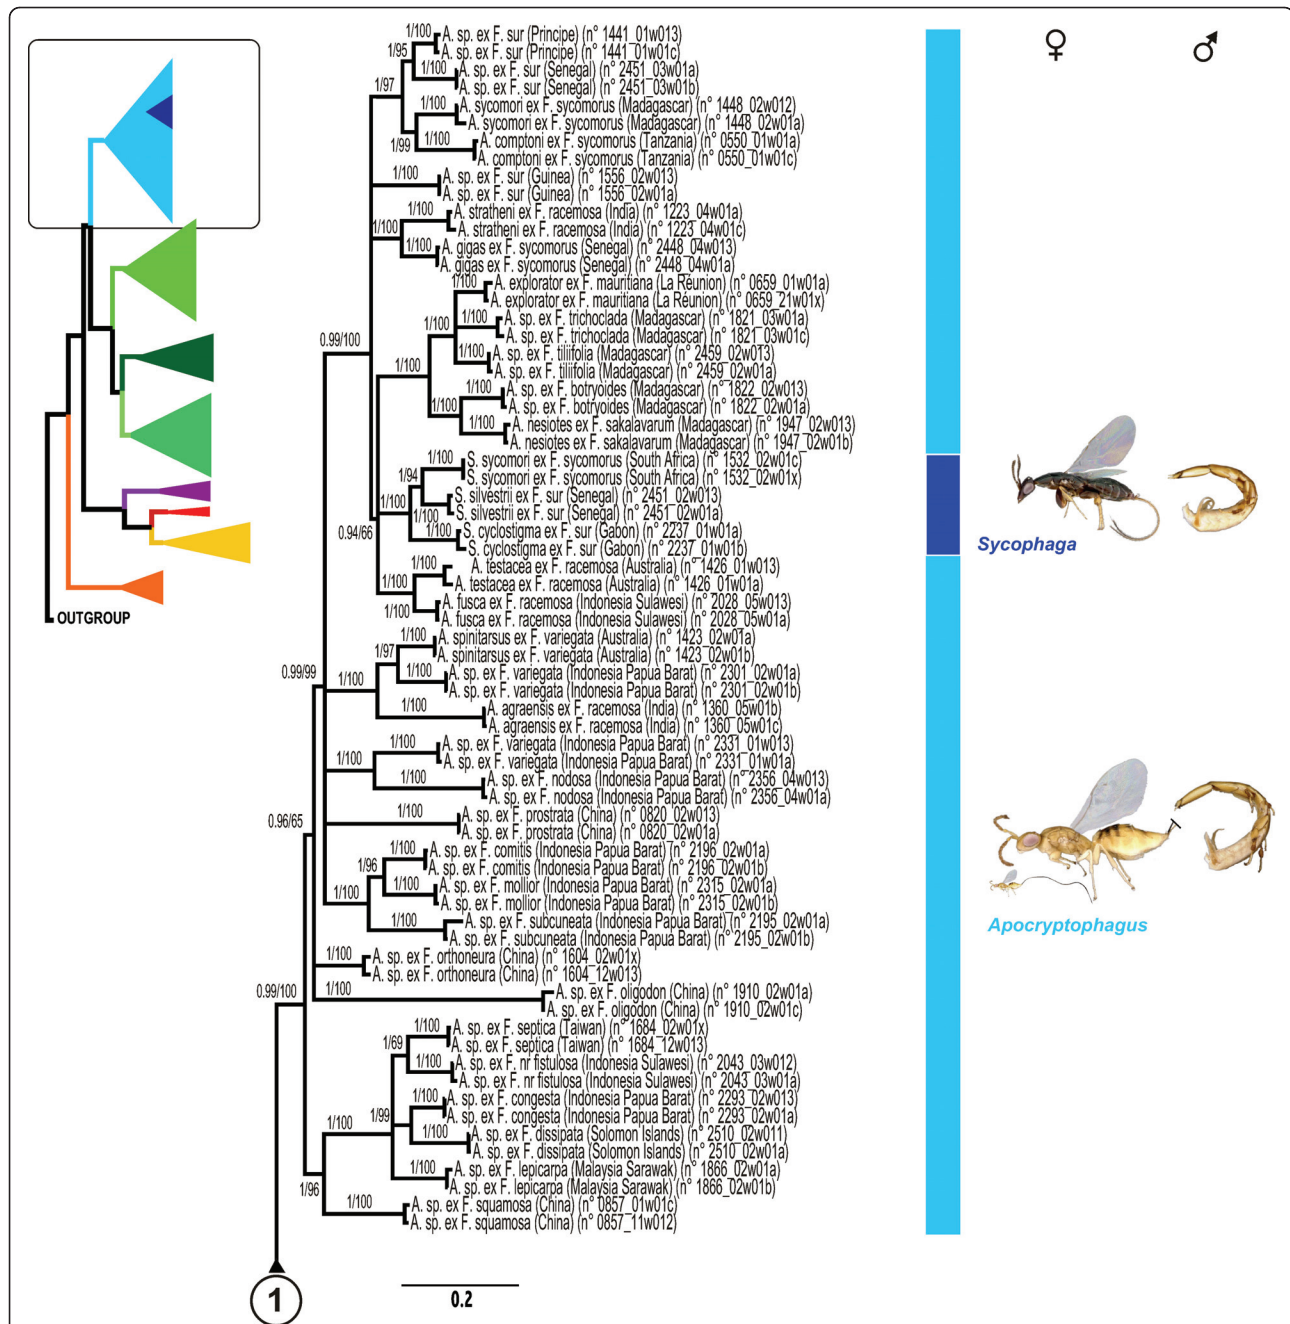 ♀ ♂
1/100 A. sp. ex F. sur (Principe) (n° 1441_01w013)
1/95 A. sp. ex F. sur (Principe) (n° 1441_01w01c)
1/100 A. sp. ex F. sur (Senegal) (n° 2451_03w01a)
1/97 A. sp. ex F. sur (Senegal) (n° 2451_03w01b)
1/100 A. sycomori ex F. sycomorus (Madagascar) (n° 1448_02w012)
A. sycomori ex F. sycomorus (Madagascar) (n° 1448_02w01a)
1/99 1/100 A. comptoni ex F. sycomorus (Tanzania) (n° 0550_01w01a)
A. comptoni ex F. sycomorus (Tanzania) (n° 0550_01w01c)
1/100 A. sp. ex F. sur (Guinea) (n° 1556_02w013)
A. sp. ex F. sur (Guinea) (n° 1556_02w01a)
1/100 A. stratheni ex F. racemosa (India) (n° 1223_04w01a)
1/100 A. stratheni ex F. racemosa (India) (n° 1223_04w01c)
1/100 A. gigas ex F. sycomorus (Senegal) (n° 2448_04w013)
A. gigas ex F. sycomorus (Senegal) (n° 2448_04w01a)
1/100 A. explorator ex F. mauritiana (La Réunion) (n° 0659_01w01a)
A. explorator ex F. mauritiana (La Réunion) (n° 0659_21w01x)
1/100 1/100 A. sp. ex F. trichoclada (Madagascar) (n° 1821_03w01a)
0.99/100 A. sp. ex F. trichoclada (Madagascar) (n° 1821_03w01c)
1/100 1/100 A. sp. ex F. tiliifolia (Madagascar) (n° 2459_02w013)
A. sp. ex F. tiliifolia (Madagascar) (n° 2459_02w01a)
1/100 A. sp. ex F. botryoides (Madagascar) (n° 1822_02w013)
1/100 A. sp. ex F. botryoides (Madagascar) (n° 1822_02w01a)
1/100 A. nesiotes ex F. sakalavarum (Madagascar) (n° 1947_02w013)
A. nesiotes ex F. sakalavarum (Madagascar) (n° 1947_02w01b)
1/100 S. sycomori ex F. sycomorus (South Africa) (n° 1532_02w01c)
1/94 S. sycomori ex F. sycomorus (South Africa) (n° 1532_02w01x)
1/100 1/100 S. silvestrii ex F. sur (Senegal) (n° 2451_02w013)
S. silvestrii ex F. sur (Senegal) (n° 2451_02w01a)
0.94/66 1/100 S. cyclostigma ex F. sur (Gabon) (n° 2237_01w01a)
S. cyclostigma ex F. sur (Gabon) (n° 2237_01w01b)
Sycophaga
1/100 A. testacea ex F. racemosa (Australia) (n° 1426_01w013)
1/100 A. testacea ex F. racemosa (Australia) (n° 1426_01w01a)
1/100 A. fusca ex F. racemosa (Indonesia Sulawesi) (n° 2028_05w013)
A. fusca ex F. racemosa (Indonesia Sulawesi) (n° 2028_05w01a)
OUTGROUP
1/100 A. spinitarsus ex F. variegata (Australia) (n° 1423_02w01a)
1/97 A. spinitarsus ex F. variegata (Australia) (n° 1423_02w01b)
0.99/99 1/100 1/100 A. sp. ex F. variegata (Indonesia Papua Barat) (n° 2301_02w01a)
A. sp. ex F. variegata (Indonesia Papua Barat) (n° 2301_02w01b)
1/100 A. agraensis ex F. racemosa (India) (n° 1360_05w01b)
A. agraensis ex F. racemosa (India) (n° 1360_05w01c)
1/100 A. sp. ex F. variegata (Indonesia Papua Barat) (n° 2331_01w013)
1/100 A. sp. ex F. variegata (Indonesia Papua Barat) (n° 2331_01w01a)
1/100 A. sp. ex F. nodosa (Indonesia Papua Barat) (n° 2356_04w013)
A. sp. ex F. nodosa (Indonesia Papua Barat) (n° 2356_04w01a)
1/100 A. sp. ex F. prostrata (China) (n° 0820_02w013)
0.96/65 A. sp. ex F. prostrata (China) (n° 0820_02w01a)
1/100 A. sp. ex F. comitis (Indonesia Papua Barat) (n° 2196_02w01a)
1/96 A. sp. ex F. comitis (Indonesia Papua Barat) (n° 2196_02w01b)
1/100 1/100 A. sp. ex F. mollior (Indonesia Papua Barat) (n° 2315_02w01a)
A. sp. ex F. mollior (Indonesia Papua Barat) (n° 2315_02w01b)
1/100 A. sp. ex F. subcuneata (Indonesia Papua Barat) (n° 2195_02w01a)
A. sp. ex F. subcuneata (Indonesia Papua Barat) (n° 2195_02w01b)
Apocryptophagus
1/100 A. sp. ex F. orthoneura (China) (n° 1604_02w01x)
A. sp. ex F. orthoneura (China) (n° 1604_12w013)
0.99/100 1/100 A. sp. ex F. oligodon (China) (n° 1910_02w01a)
A. sp. ex F. oligodon (China) (n° 1910_02w01c)
1/100 A. sp. ex F. septica (Taiwan) (n° 1684_02w01x)
1/69 A. sp. ex F. septica (Taiwan) (n° 1684_12w013)
1/100 A. sp. ex F. nr fistulosa (Indonesia Sulawesi) (n° 2043_03w012)
A. sp. ex F. nr fistulosa (Indonesia Sulawesi) (n° 2043_03w01a)
1/100 A. sp. ex F. congesta (Indonesia Papua Barat) (n° 2293_02w013)
1/100 1/99 A. sp. ex F. congesta (Indonesia Papua Barat) (n° 2293_02w01a)
1/100 A. sp. ex F. dissipata (Solomon Islands) (n° 2510_02w011)
A. sp. ex F. dissipata (Solomon Islands) (n° 2510_02w01a)
1/100 A. sp. ex F. lepicarpa (Malaysia Sarawak) (n° 1866_02w01a)
1/96 A. sp. ex F. lepicarpa (Malaysia Sarawak) (n° 1866_02w01b)
1/100 A. sp. ex F. squamosa (China) (n° 0857_01w01c)
A. sp. ex F. squamosa (China) (n° 0857_11w012)
1
0.2